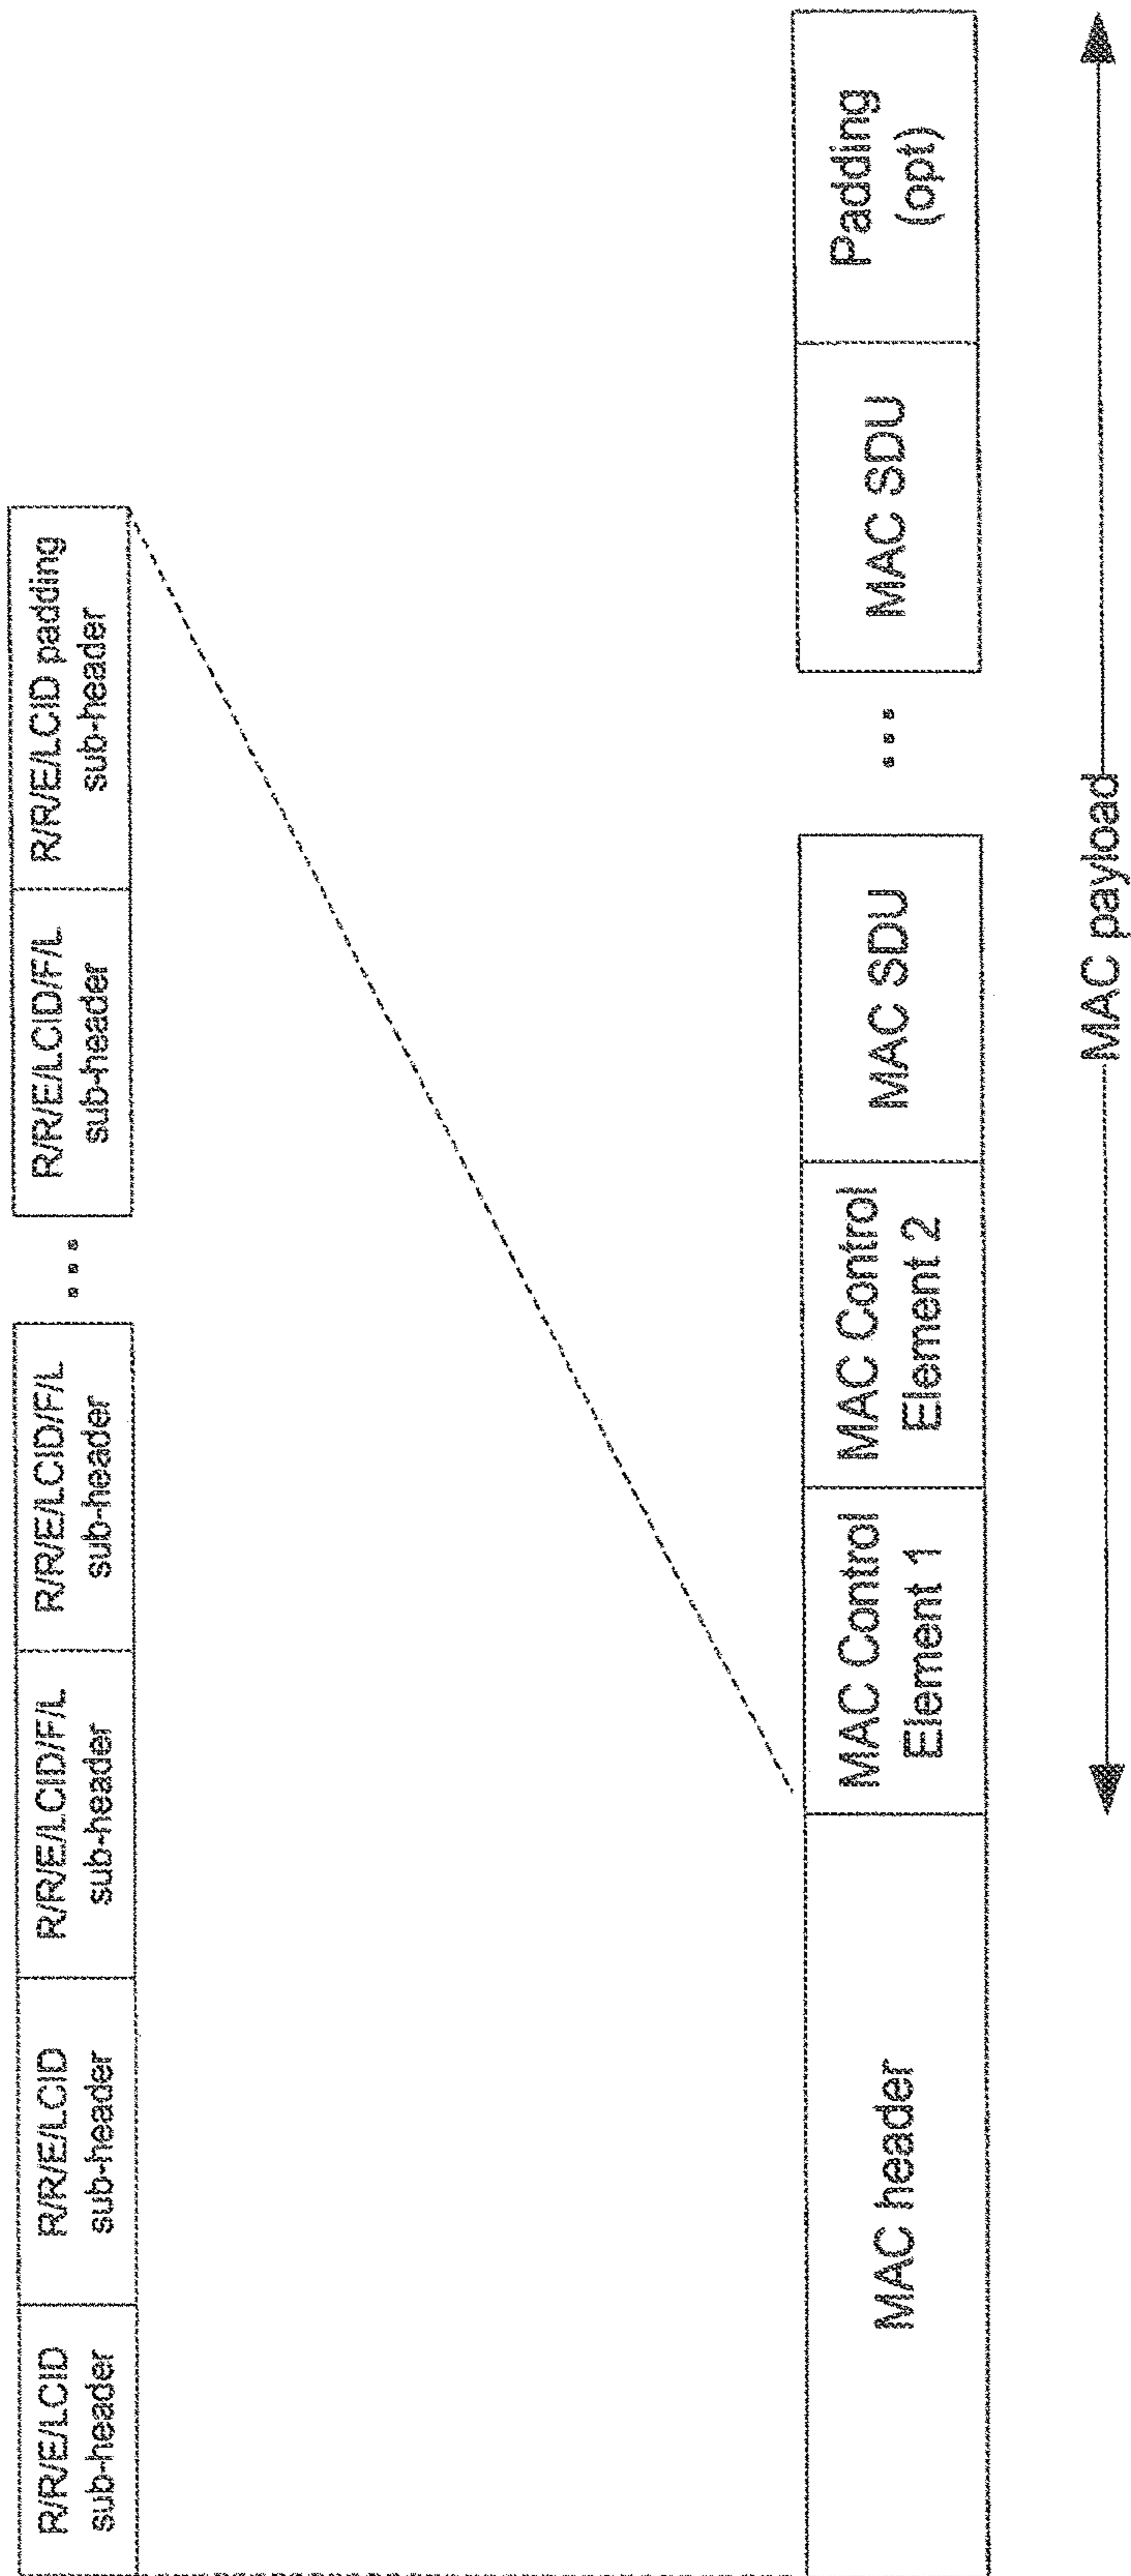 R/R/E/LCID
sub-header
R/R/E/LCID
sub-header
R/R/E/LCID/F/L
sub-header
R/R/E/LCID/F/L
sub-header
...
R/R/E/LCID/F/L
sub-header
R/R/E/LCID padding
sub-header
MAC header
MAC Control
Element 1
MAC Control
Element 2
MAC SDU
...
MAC SDU
Padding
(opt)
MAC payload